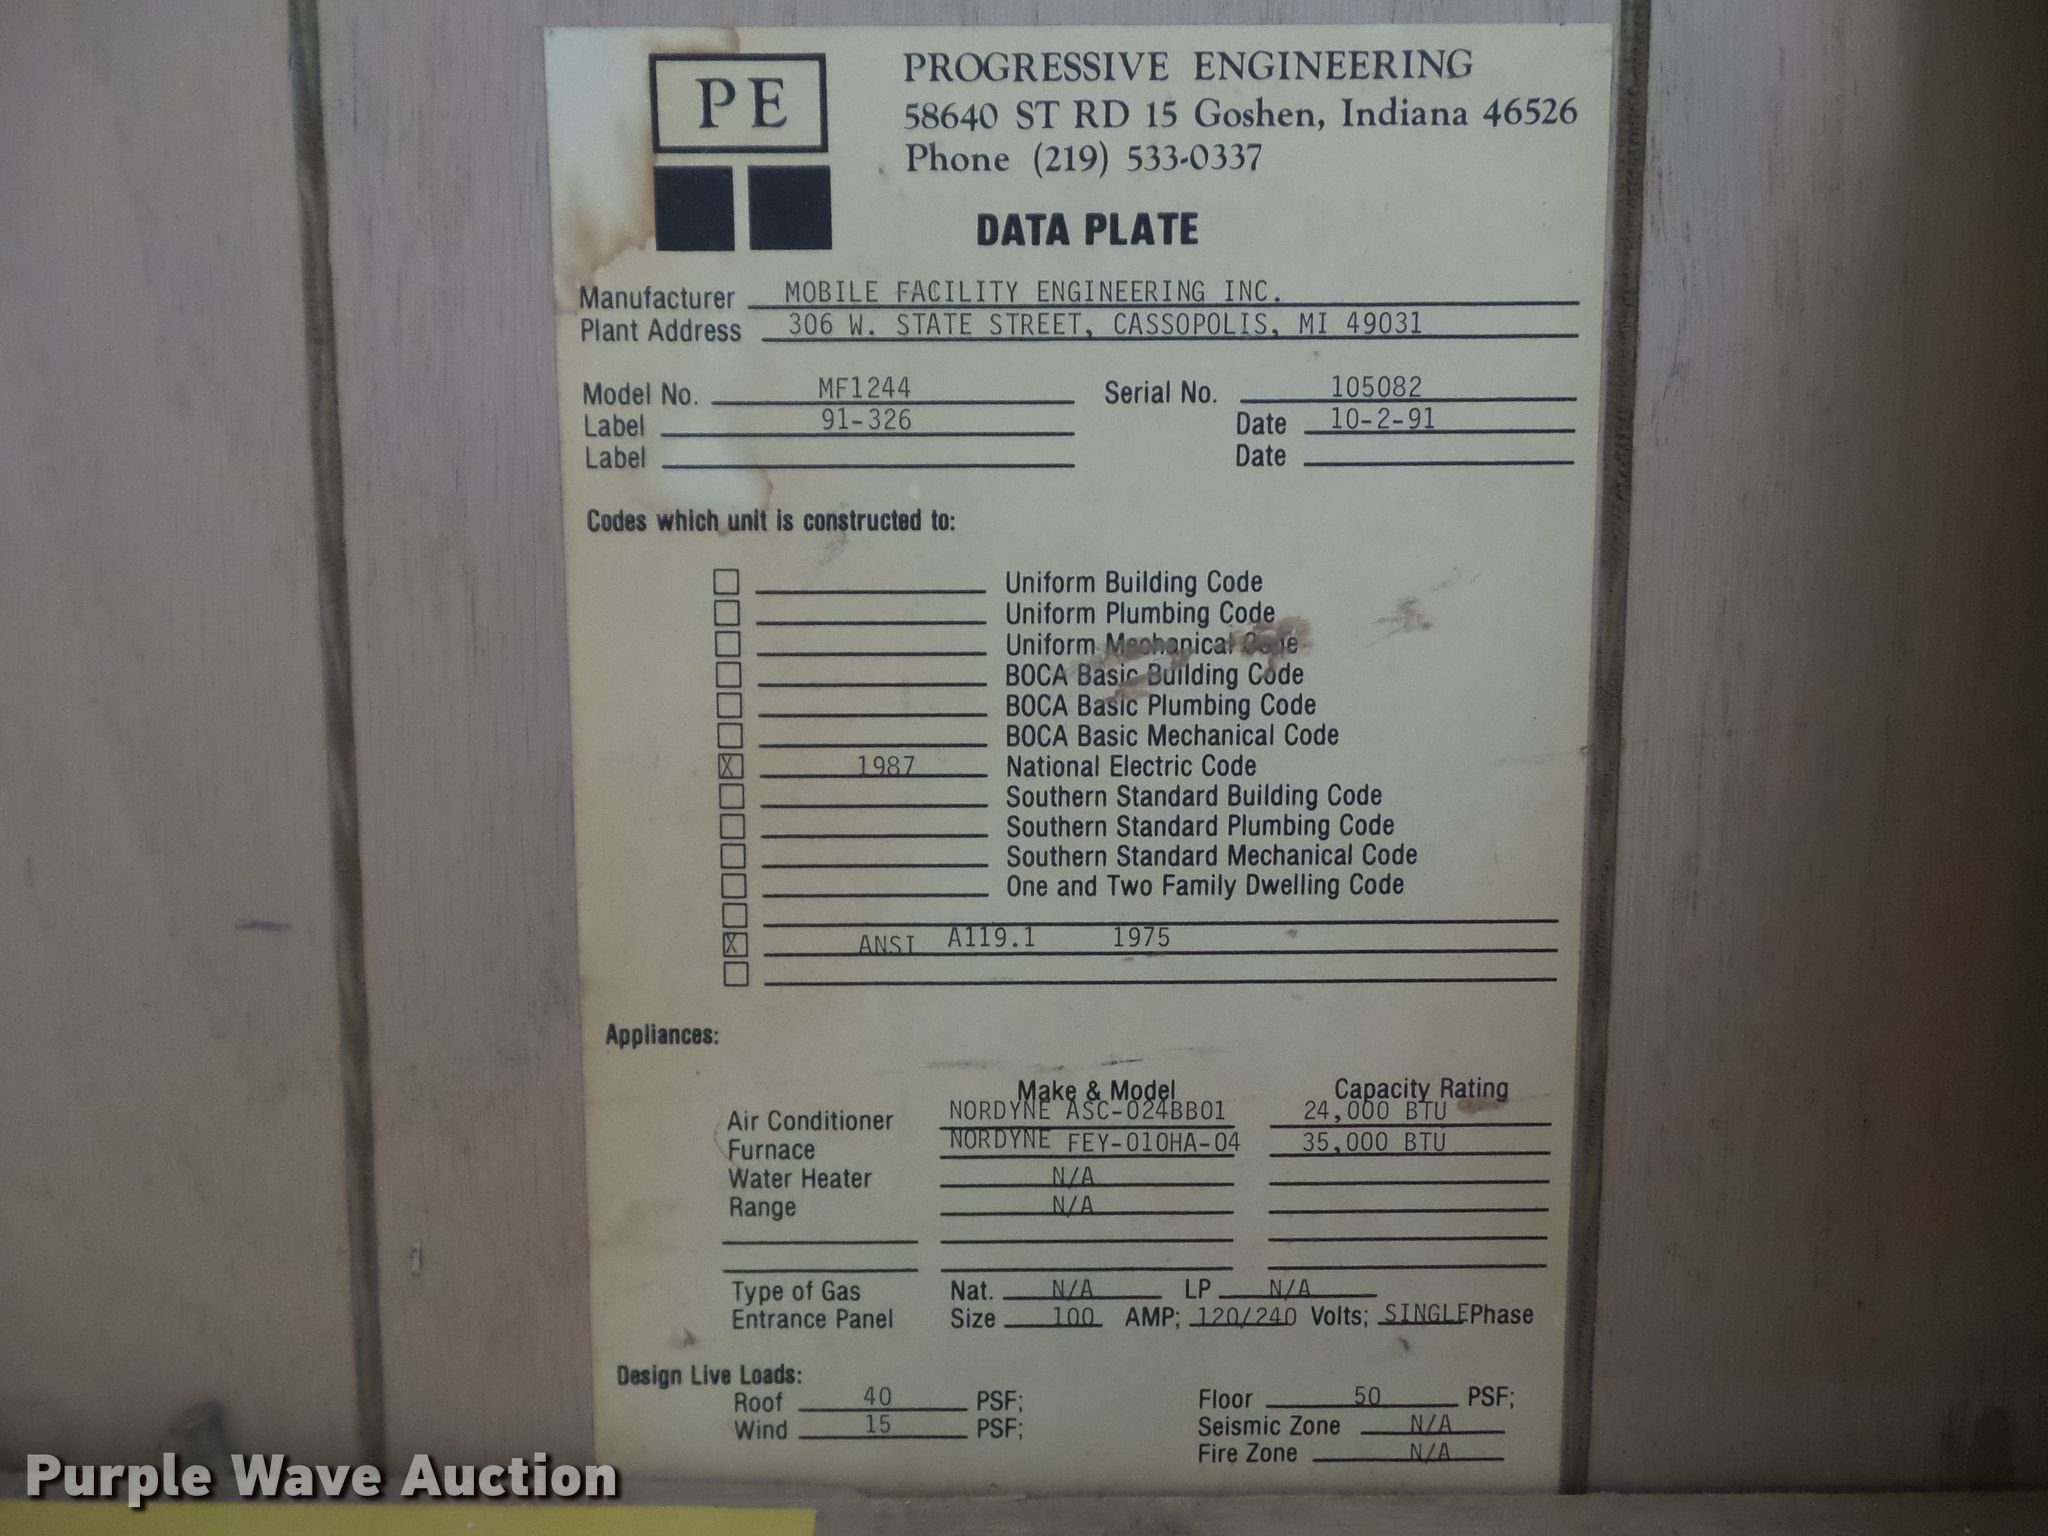 PE
PROGRESSIVE ENGINEERING
58640 ST RD 15 Goshen, Indiana 46526
Phone (219) 533-0337
DATA PLATE
Manufacturer MOBILE FACILITY ENGINEERING INC.
Plant Address 306 W. STATE STREET, CASSOPOLIS, MI 49031
Model No. MF1244 Serial No. 105082
Label 91-326 Date 10-2-91
Label Date
Codes which unit is constructed to:
Uniform Building Code
Uniform Plumbing Code
Uniform Mechanical Code
BOCA Basic Building Code
BOCA Basic Plumbing Code
BOCA Basic Mechanical Code
X 1987 National Electric Code
Southern Standard Building Code
Southern Standard Plumbing Code
Southern Standard Mechanical Code
One and Two Family Dwelling Code
X ANSI A119.1 1975
Appliances:
Make & Model Capacity Rating
Air Conditioner NORDYNE ASC-024BB01 24,000 BTU
Furnace NORDYNE FEY-010HA-04 35,000 BTU
Water Heater N/A
Range N/A
Type of Gas Nat. N/A LP N/A
Entrance Panel Size 100 AMP; 120/240 Volts; SINGLE Phase
Design Live Loads:
Roof 40 PSF; Floor 50 PSF;
Wind 15 PSF; Seismic Zone N/A
Fire Zone N/A
Purple Wave Auction